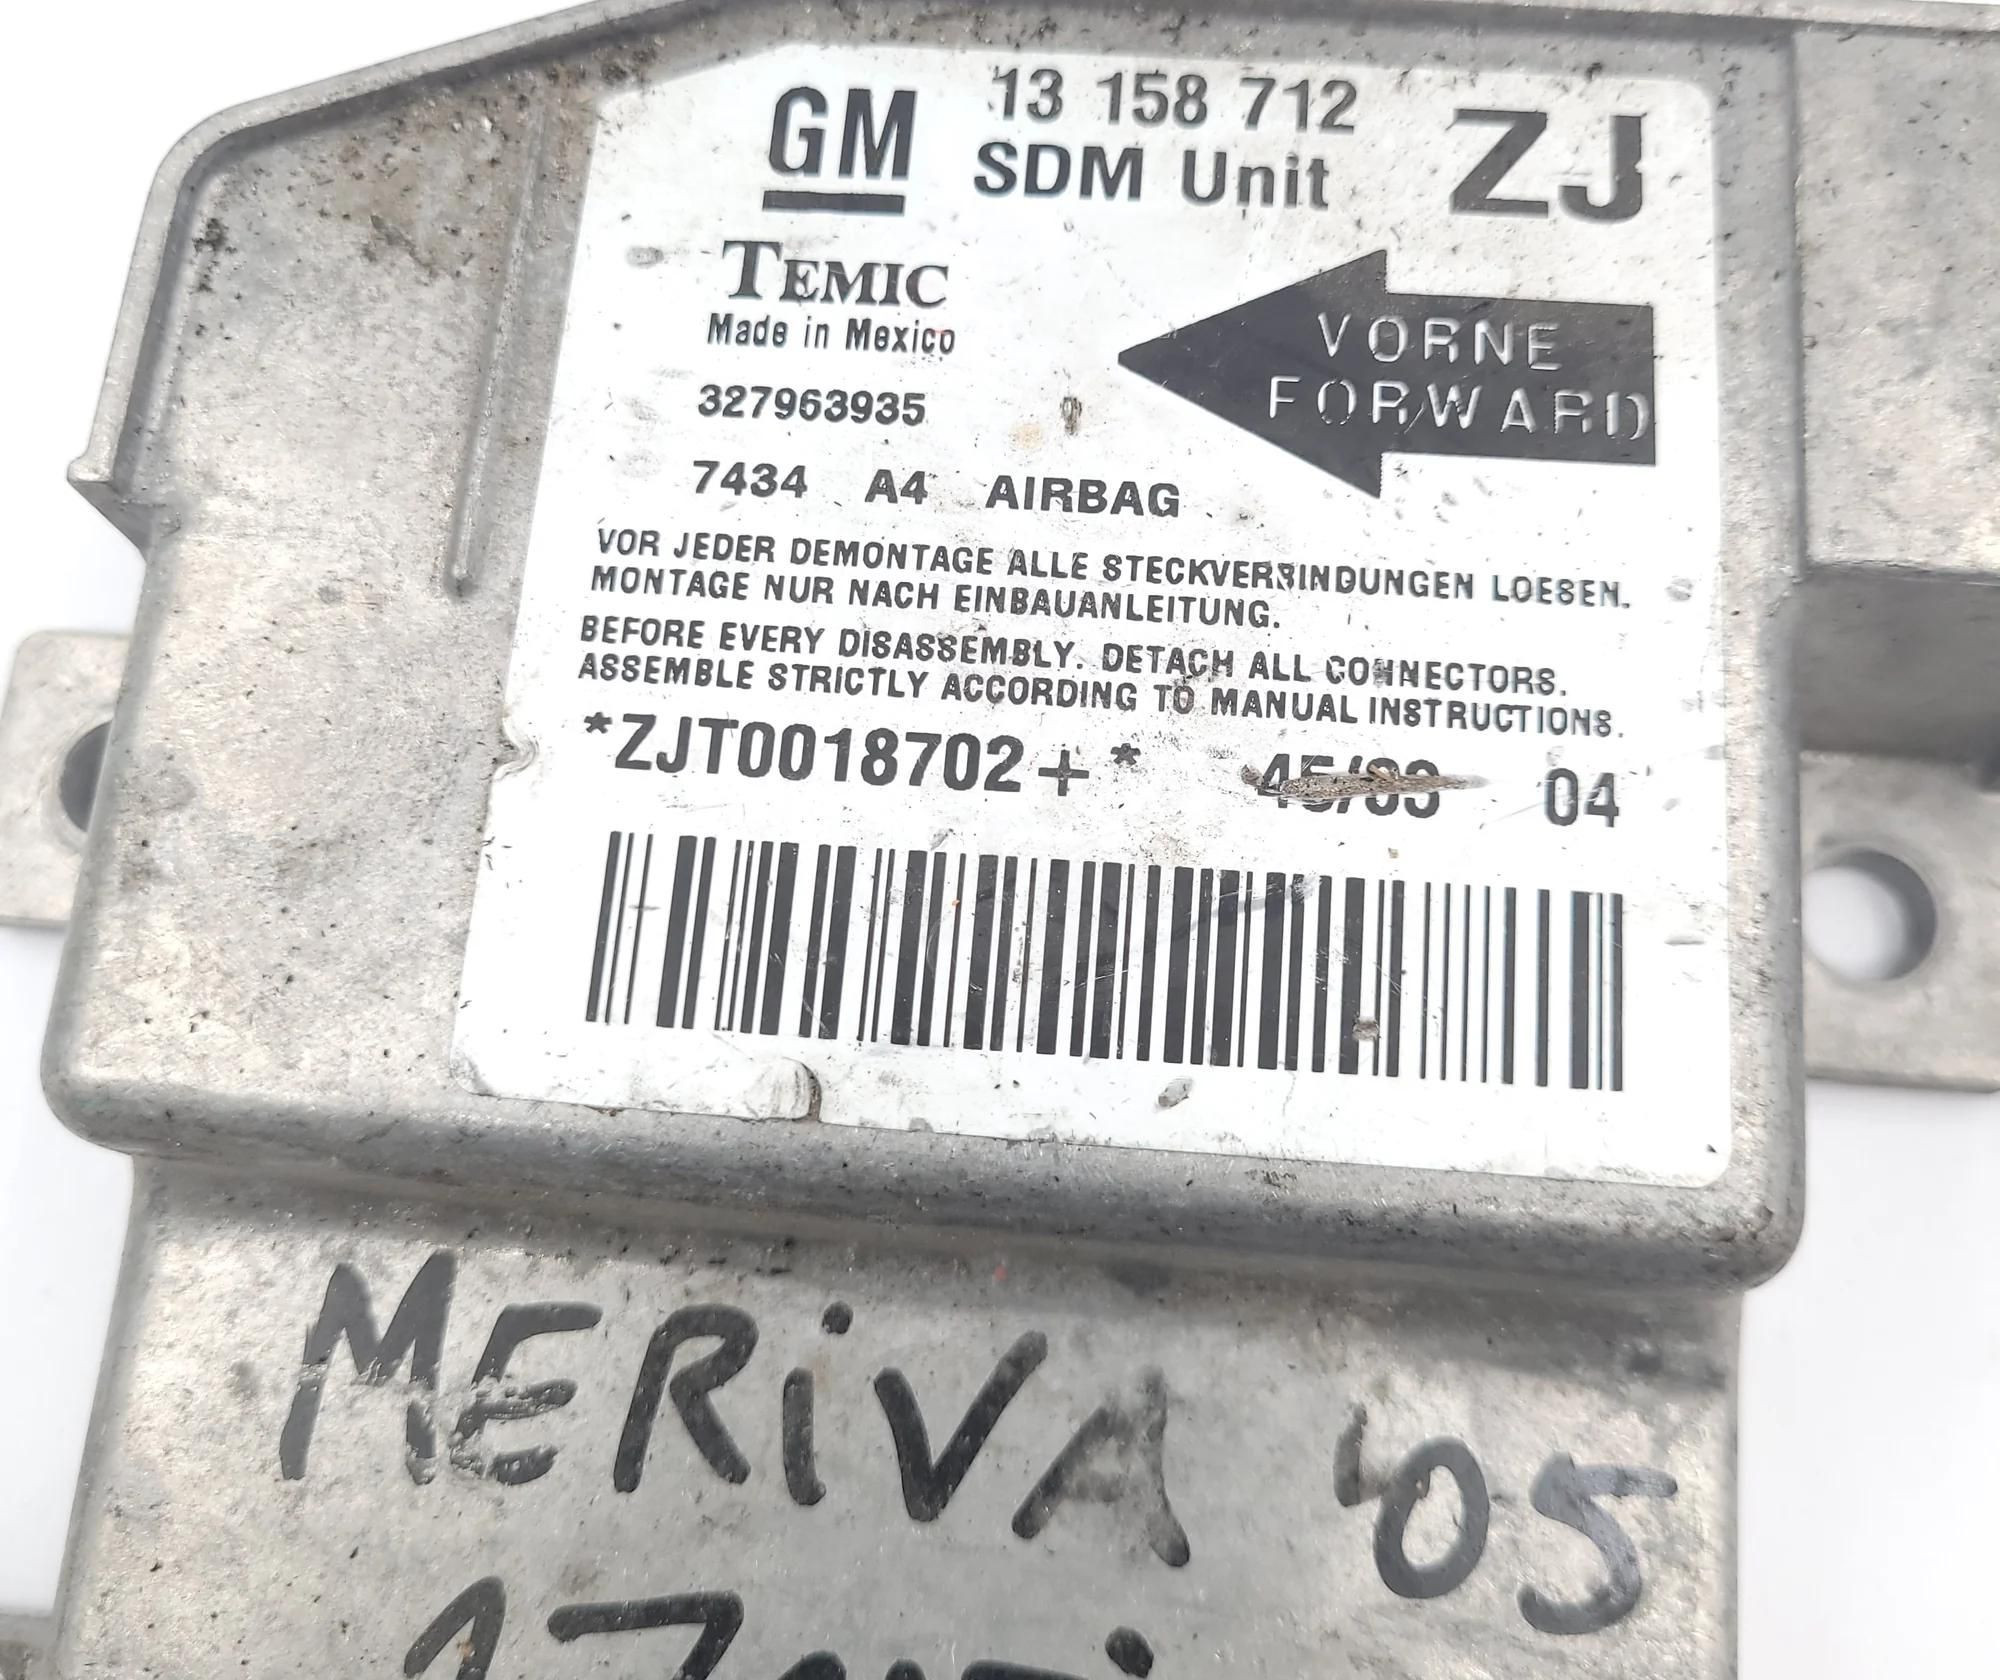 GM 13 158 712 ZJ
SDM Unit
TEMIC
Made in Mexico
VORNE
FORWARD
327963935
7434 A4 AIRBAG
VOR JEDER DEMONTAGE ALLE STECKVERBINDUNGEN LOESEN.
MONTAGE NUR NACH EINBAUANLEITUNG.
BEFORE EVERY DISASSEMBLY. DETACH ALL CONNECTORS.
ASSEMBLE STRICTLY ACCORDING TO MANUAL INSTRUCTIONS.
*ZJT0018702+* 04
MERiVA '05